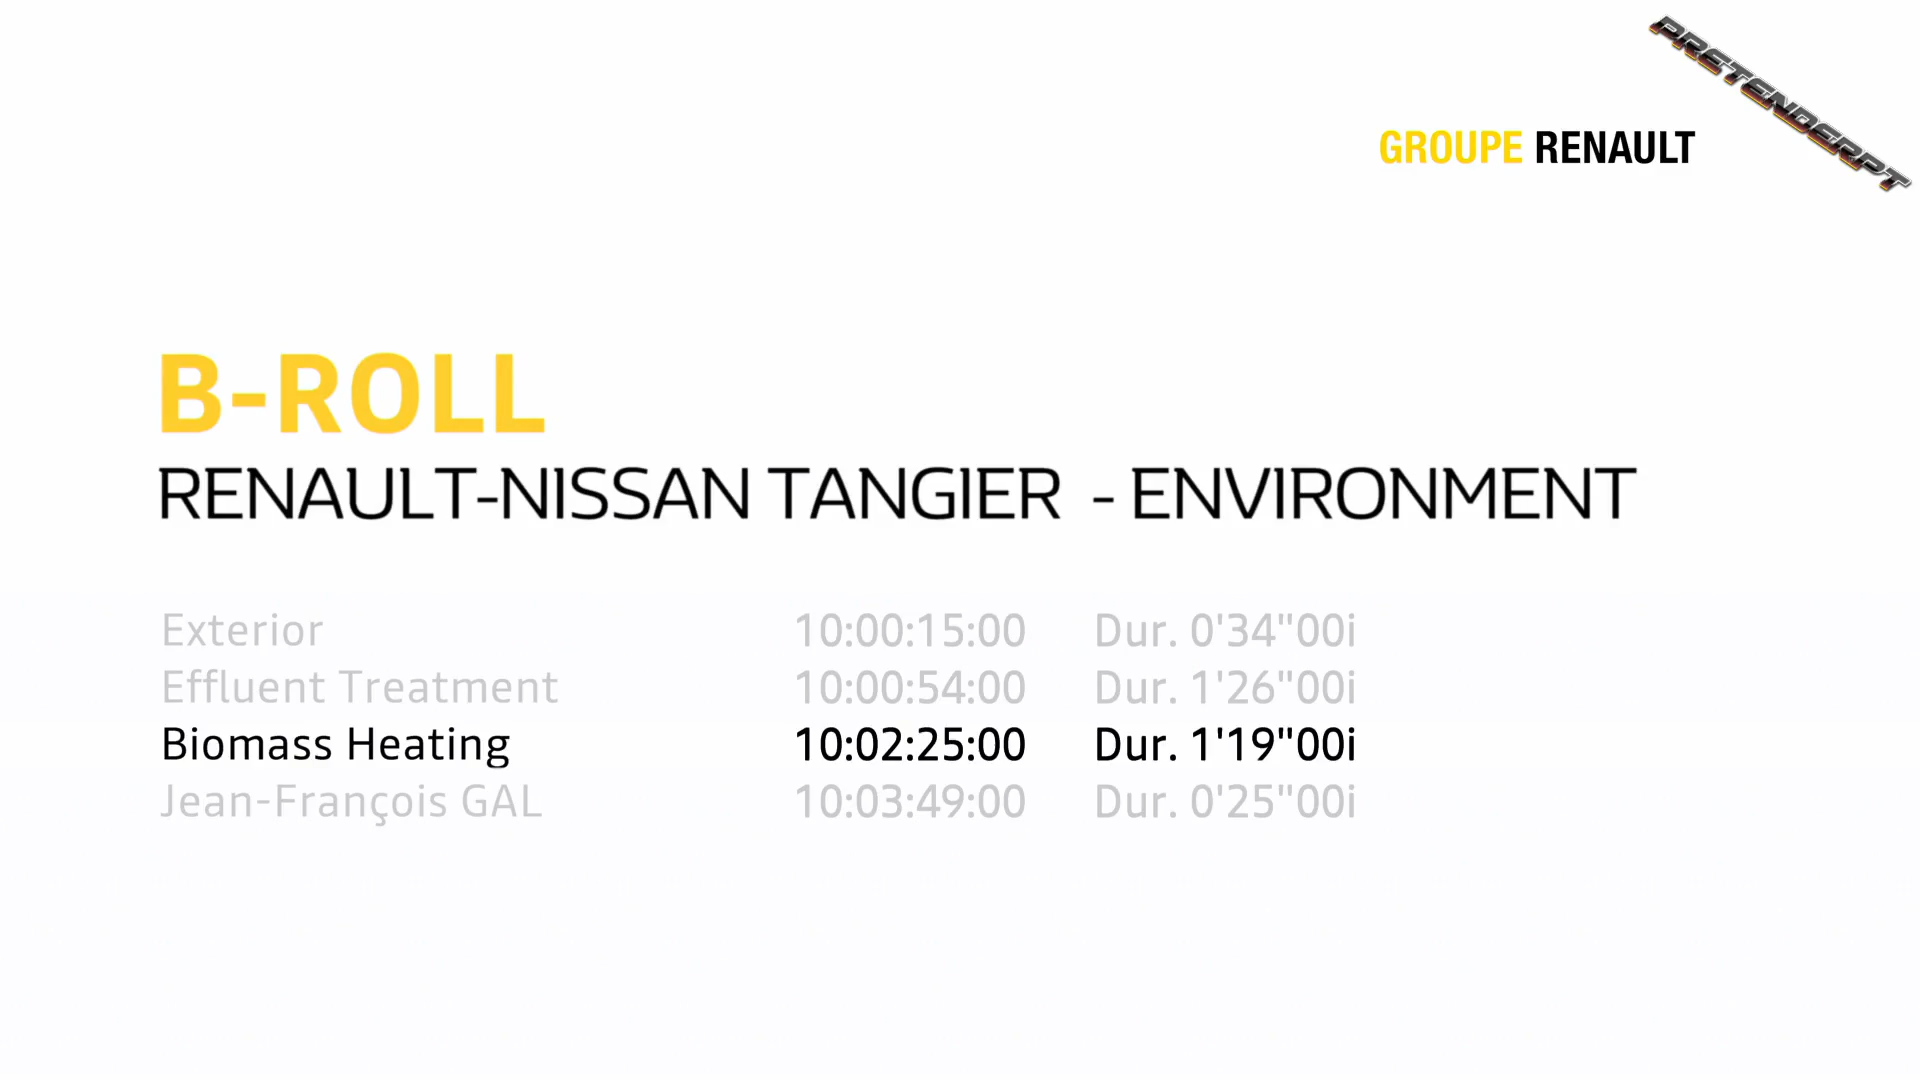 PRETENDERPT
GROUPE RENAULT
B-ROLL
RENAULT-NISSAN TANGIER - ENVIRONMENT
Exterior 10:00:15:00 Dur. 0'34"00i
Effluent Treatment 10:00:54:00 Dur. 1'26"00i
Biomass Heating 10:02:25:00 Dur. 1'19"00i
Jean-François GAL 10:03:49:00 Dur. 0'25"00i